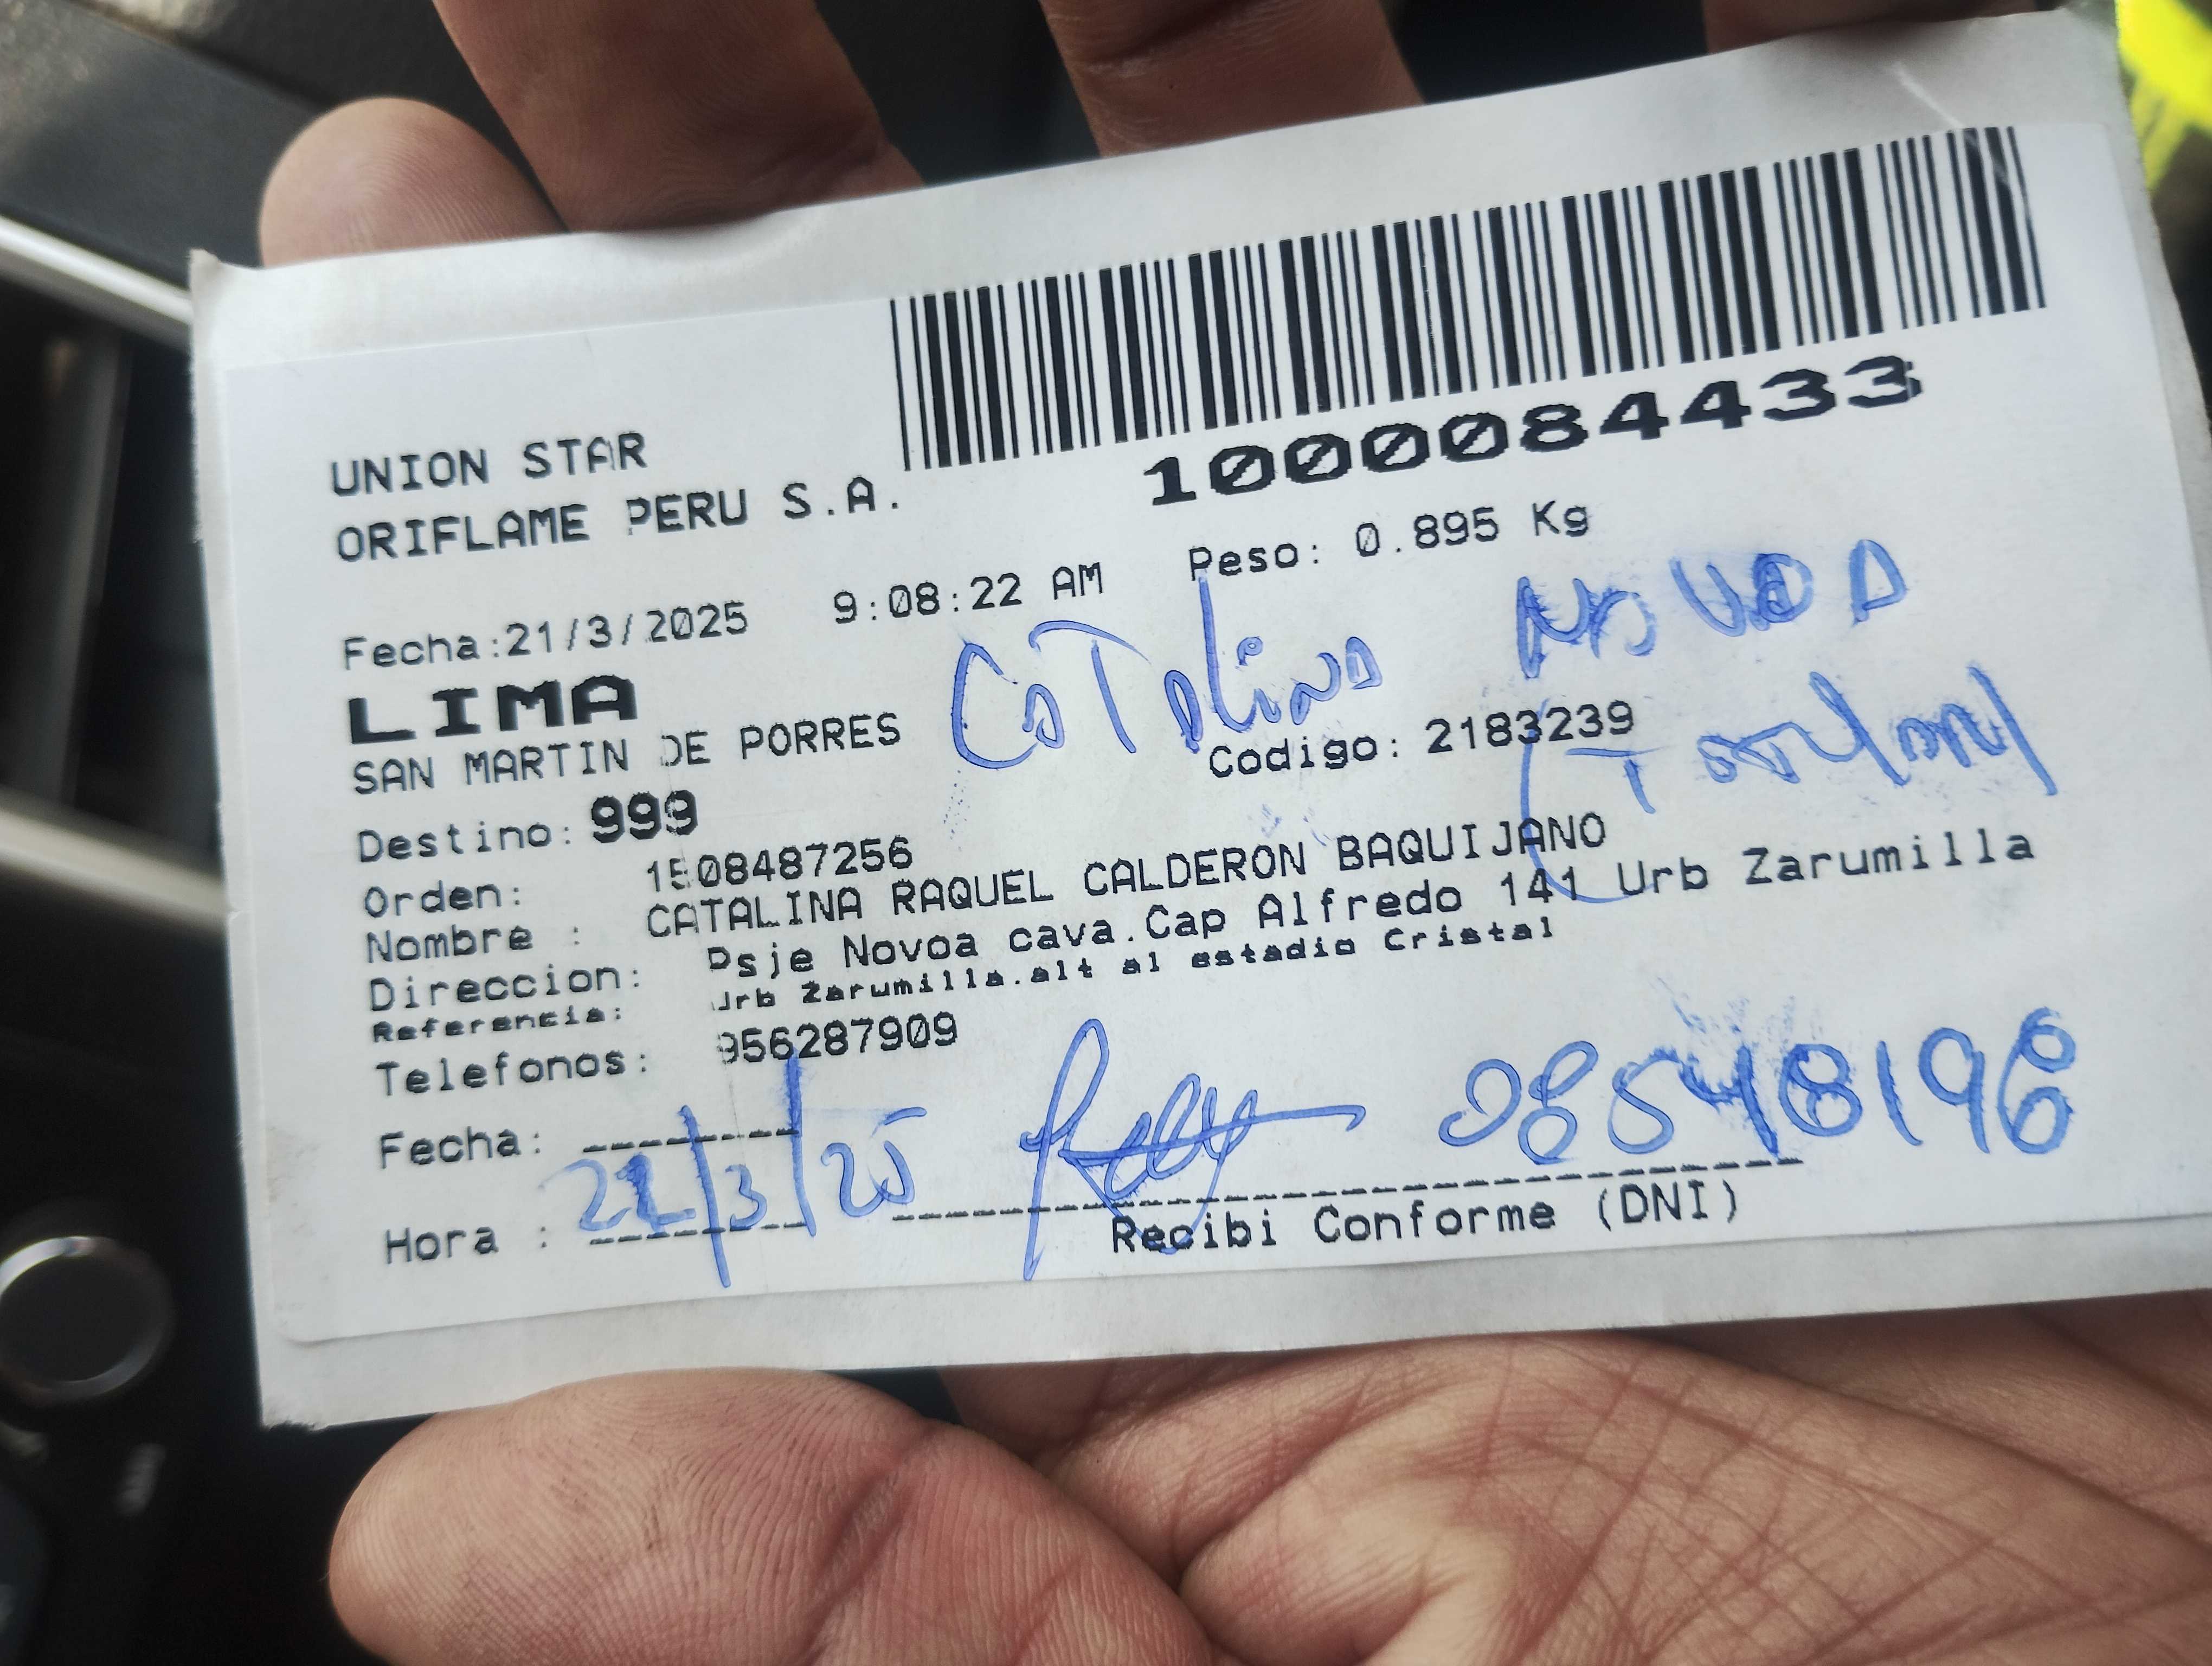 1000084433
UNION STAR
ORIFLAME PERU S.A.
Fecha:21/3/2025 9:08:22 AM Peso: 0.895 Kg
LIMA
SAN MARTIN DE PORRES
Codigo: 2183239
Destino: 999
Orden: 1508487256
Nombre : CATALINA RAQUEL CALDERON BAQUIJANO
Direccion: Psje Novoa cava.Cap Alfredo 141 Urb Zarumilla
Referencia: Urb Zarumilla.alt al estadio Cristal
Telefonos: 956287909
Fecha:
Hora : 21/3/25
08548196
Recibi Conforme (DNI)